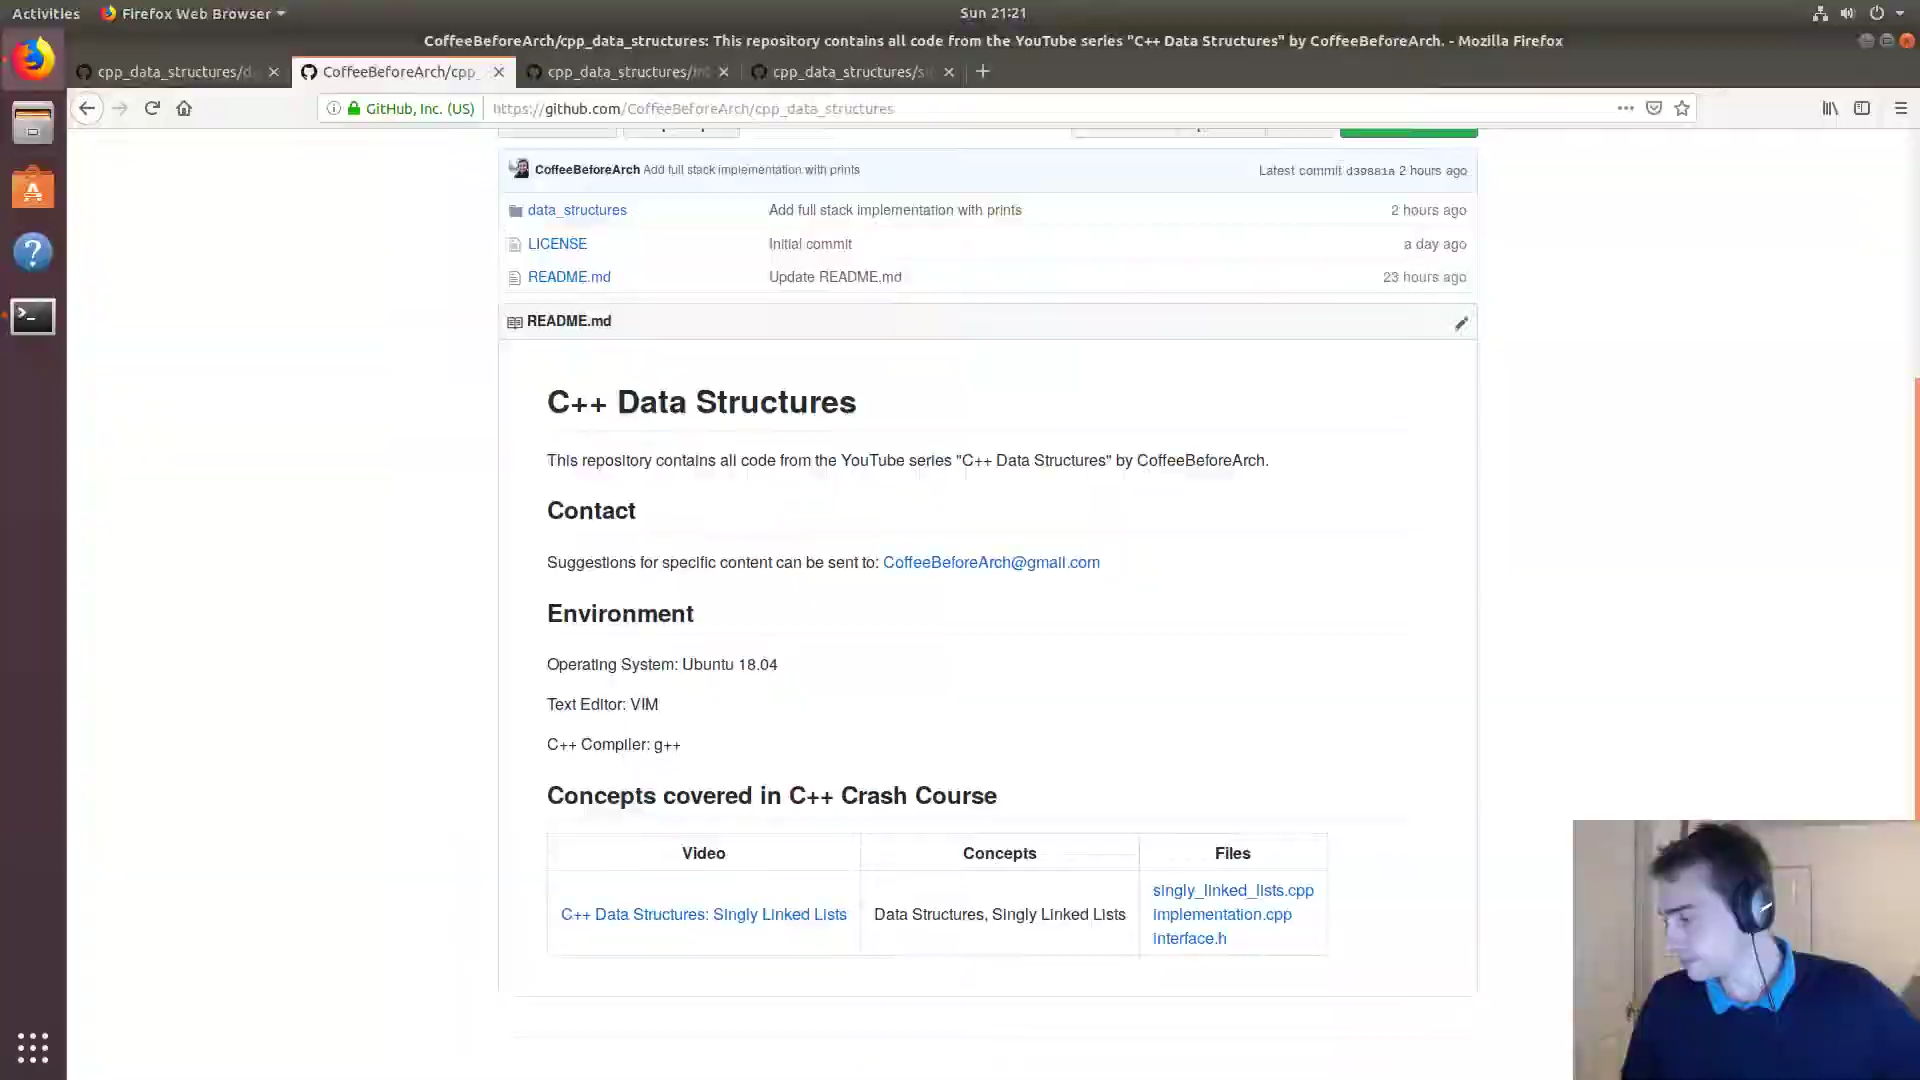 Activities Firefox Web Browser Sun 21:21
CoffeeBeforeArch/cpp_data_structures: This repository contains all code from the YouTube series "C++ Data Structures" by CoffeeBeforeArch. - Mozilla Firefox
cpp_data_structures/d CoffeeBeforeArch/cpp_ cpp_data_structures/int cpp_data_structures/s
GitHub, Inc. (US) https://github.com/CoffeeBeforeArch/cpp_data_structures
CoffeeBeforeArch Add full stack implementation with prints Latest commit d39881a 2 hours ago
data_structures Add full stack implementation with prints 2 hours ago
LICENSE Initial commit a day ago
README.md Update README.md 23 hours ago
README.md
C++ Data Structures
This repository contains all code from the YouTube series "C++ Data Structures" by CoffeeBeforeArch.
Contact
Suggestions for specific content can be sent to: CoffeeBeforeArch@gmail.com
Environment
Operating System: Ubuntu 18.04
Text Editor: VIM
C++ Compiler: g++
Concepts covered in C++ Crash Course
Video Concepts Files
C++ Data Structures: Singly Linked Lists Data Structures, Singly Linked Lists singly_linked_lists.cpp
implementation.cpp
interface.h